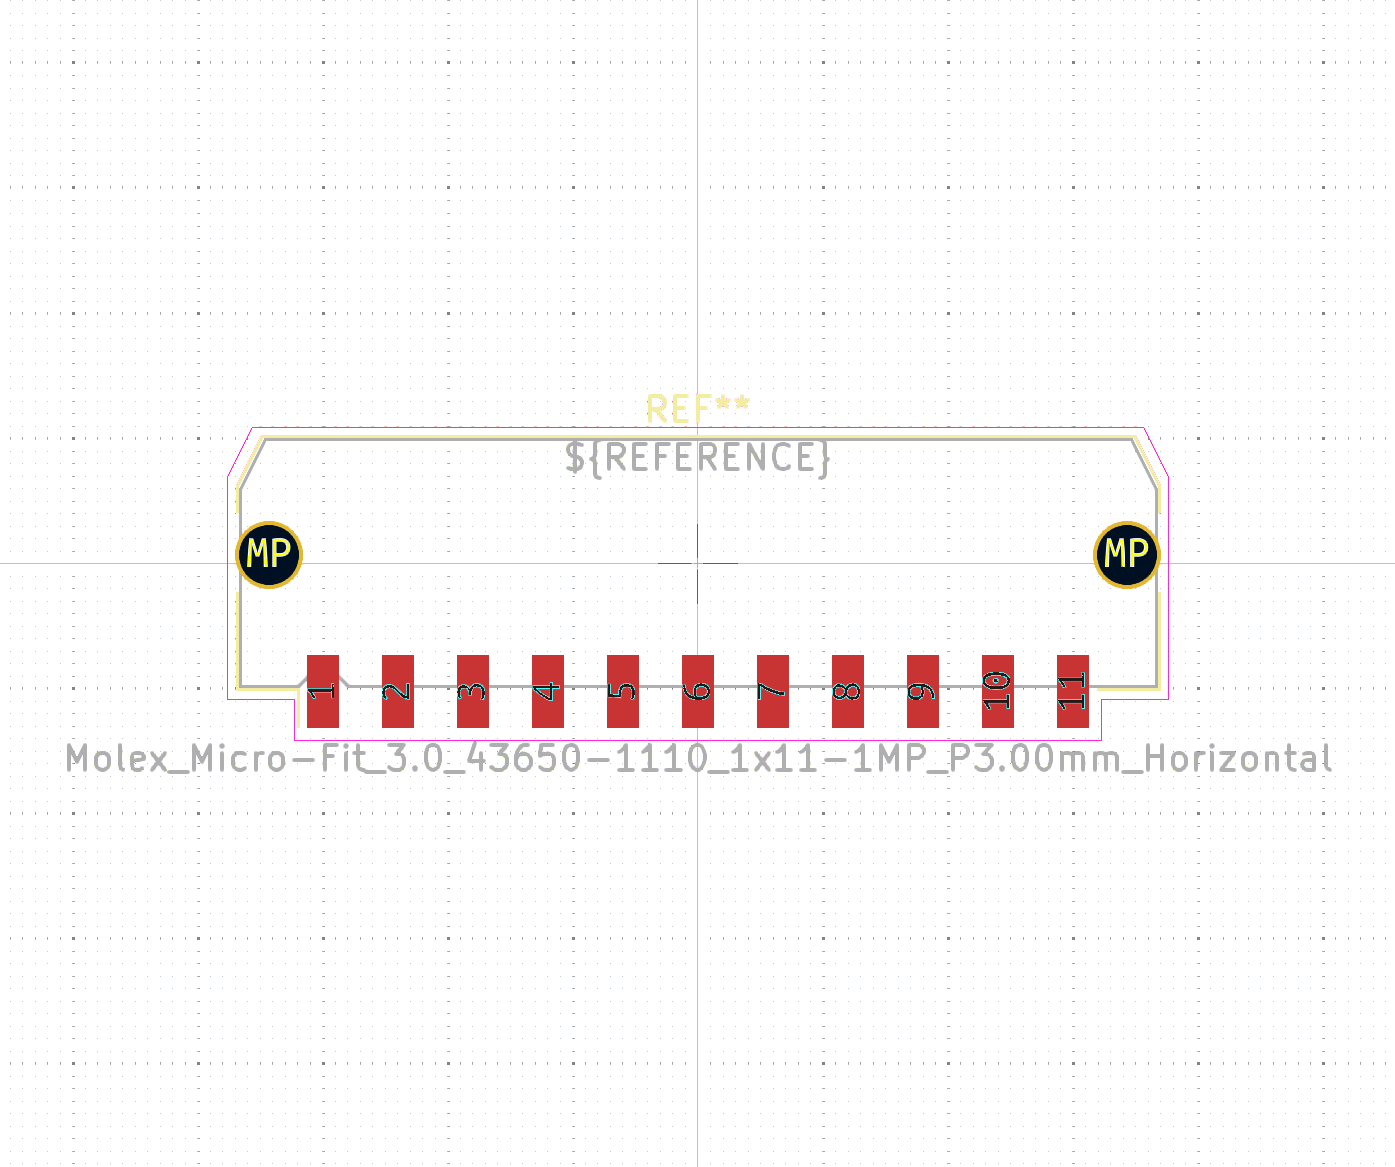 REF**
${REFERENCE}
MP MP
1 2 3 4 5 6 7 8 9 10 11
Molex_Micro-Fit_3.0_43650-1110_1x11-1MP_P3.00mm_Horizontal